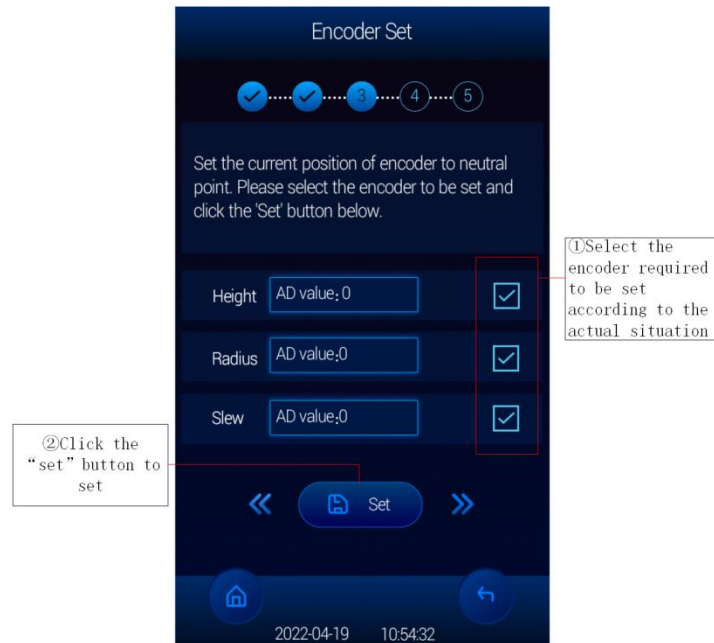 Encoder Set
3 4 5
Set the current position of encoder to neutral
point. Please select the encoder to be set and
click the 'Set' button below.
①Select the
encoder required
to be set
according to the
actual situation
Height AD value: 0
Radius AD value:0
Slew AD value:0
②Click the
“set” button to
set
Set
2022-04-19 10:54:32